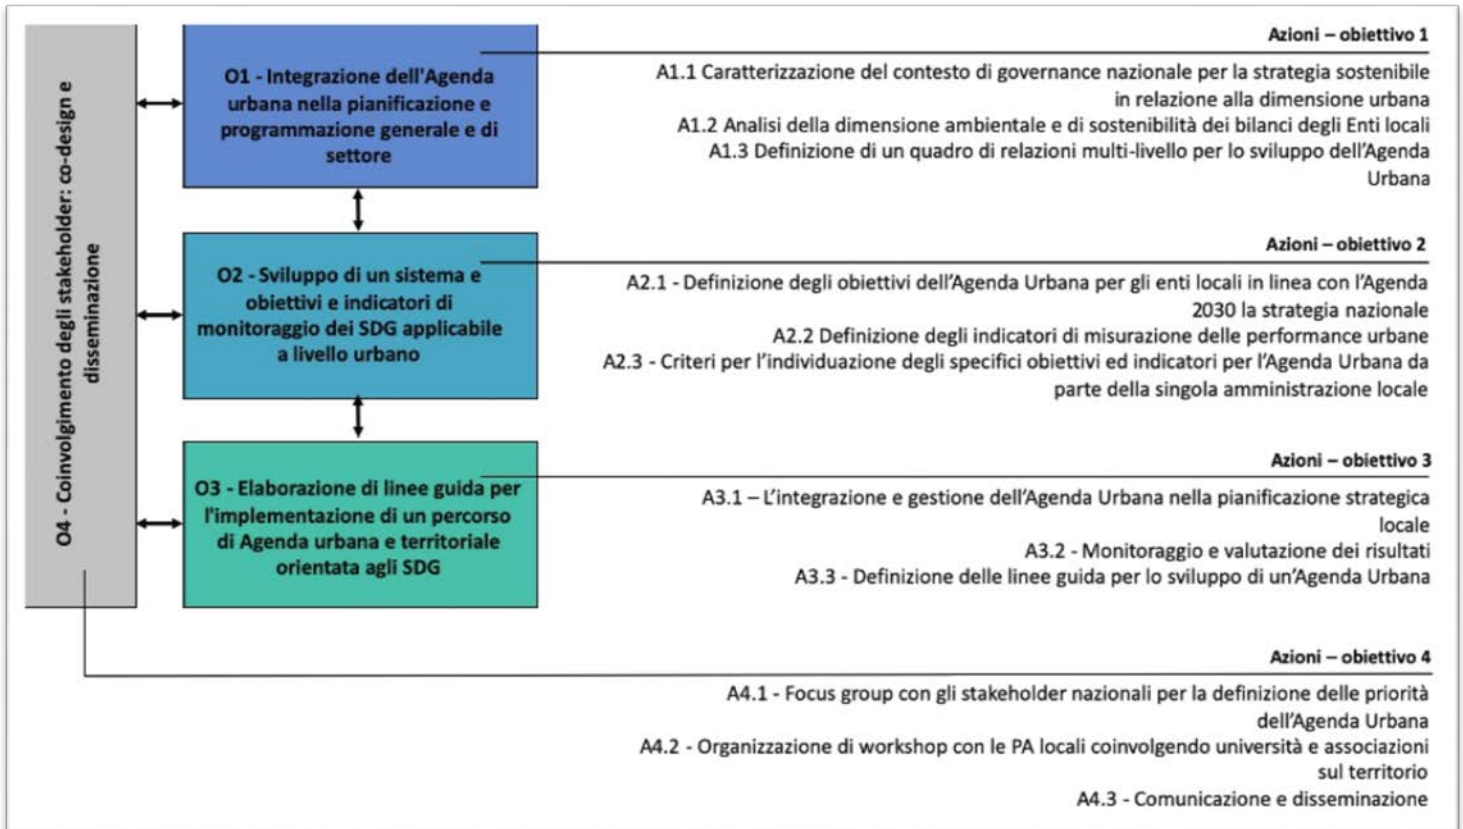 O4 - Coinvolgimento degli stakeholder: co-design e
disseminazione
O1 - Integrazione dell'Agenda
urbana nella pianificazione e
programmazione generale e di
settore
Azioni – obiettivo 1
A1.1 Caratterizzazione del contesto di governance nazionale per la strategia sostenibile
in relazione alla dimensione urbana
A1.2 Analisi della dimensione ambientale e di sostenibilità dei bilanci degli Enti locali
A1.3 Definizione di un quadro di relazioni multi-livello per lo sviluppo dell'Agenda
Urbana
O2 - Sviluppo di un sistema e
obiettivi e indicatori di
monitoraggio dei SDG applicabile
a livello urbano
Azioni – obiettivo 2
A2.1 - Definizione degli obiettivi dell'Agenda Urbana per gli enti locali in linea con l'Agenda
2030 la strategia nazionale
A2.2 Definizione degli indicatori di misurazione delle performance urbane
A2.3 - Criteri per l'individuazione degli specifici obiettivi ed indicatori per l'Agenda Urbana da
parte della singola amministrazione locale
O3 - Elaborazione di linee guida per
l'implementazione di un percorso
di Agenda urbana e territoriale
orientata agli SDG
Azioni – obiettivo 3
A3.1 – L'integrazione e gestione dell'Agenda Urbana nella pianificazione strategica
locale
A3.2 - Monitoraggio e valutazione dei risultati
A3.3 - Definizione delle linee guida per lo sviluppo di un'Agenda Urbana
Azioni – obiettivo 4
A4.1 - Focus group con gli stakeholder nazionali per la definizione delle priorità
dell'Agenda Urbana
A4.2 - Organizzazione di workshop con le PA locali coinvolgendo università e associazioni
sul territorio
A4.3 - Comunicazione e disseminazione